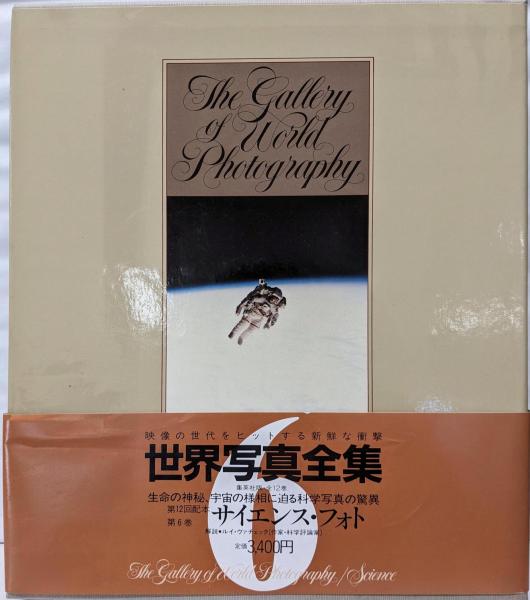 The Gallery
of World
Photography
映像の世代をヒットする新鮮な衝撃
世界写真全集
集英社版・全12巻
生命の神秘、宇宙の様相に迫る科学写真の驚異
第12回配本
第6巻
サイエンス・フォト
解説●ルイ・ヴァチェック(作家・科学評論家)
定価3,400円
The Gallery of World Photography/Science